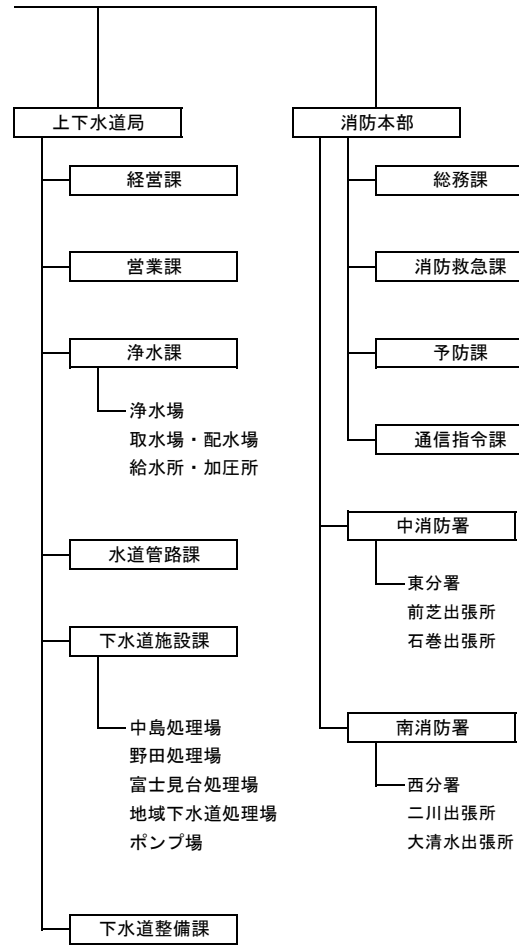 上下水道局
経営課
営業課
浄水課
浄水場
取水場・配水場
給水所・加圧所
水道管路課
下水道施設課
中島処理場
野田処理場
富士見台処理場
地域下水道処理場
ポンプ場
下水道整備課
消防本部
総務課
消防救急課
予防課
通信指令課
中消防署
東分署
前芝出張所
石巻出張所
南消防署
西分署
二川出張所
大清水出張所